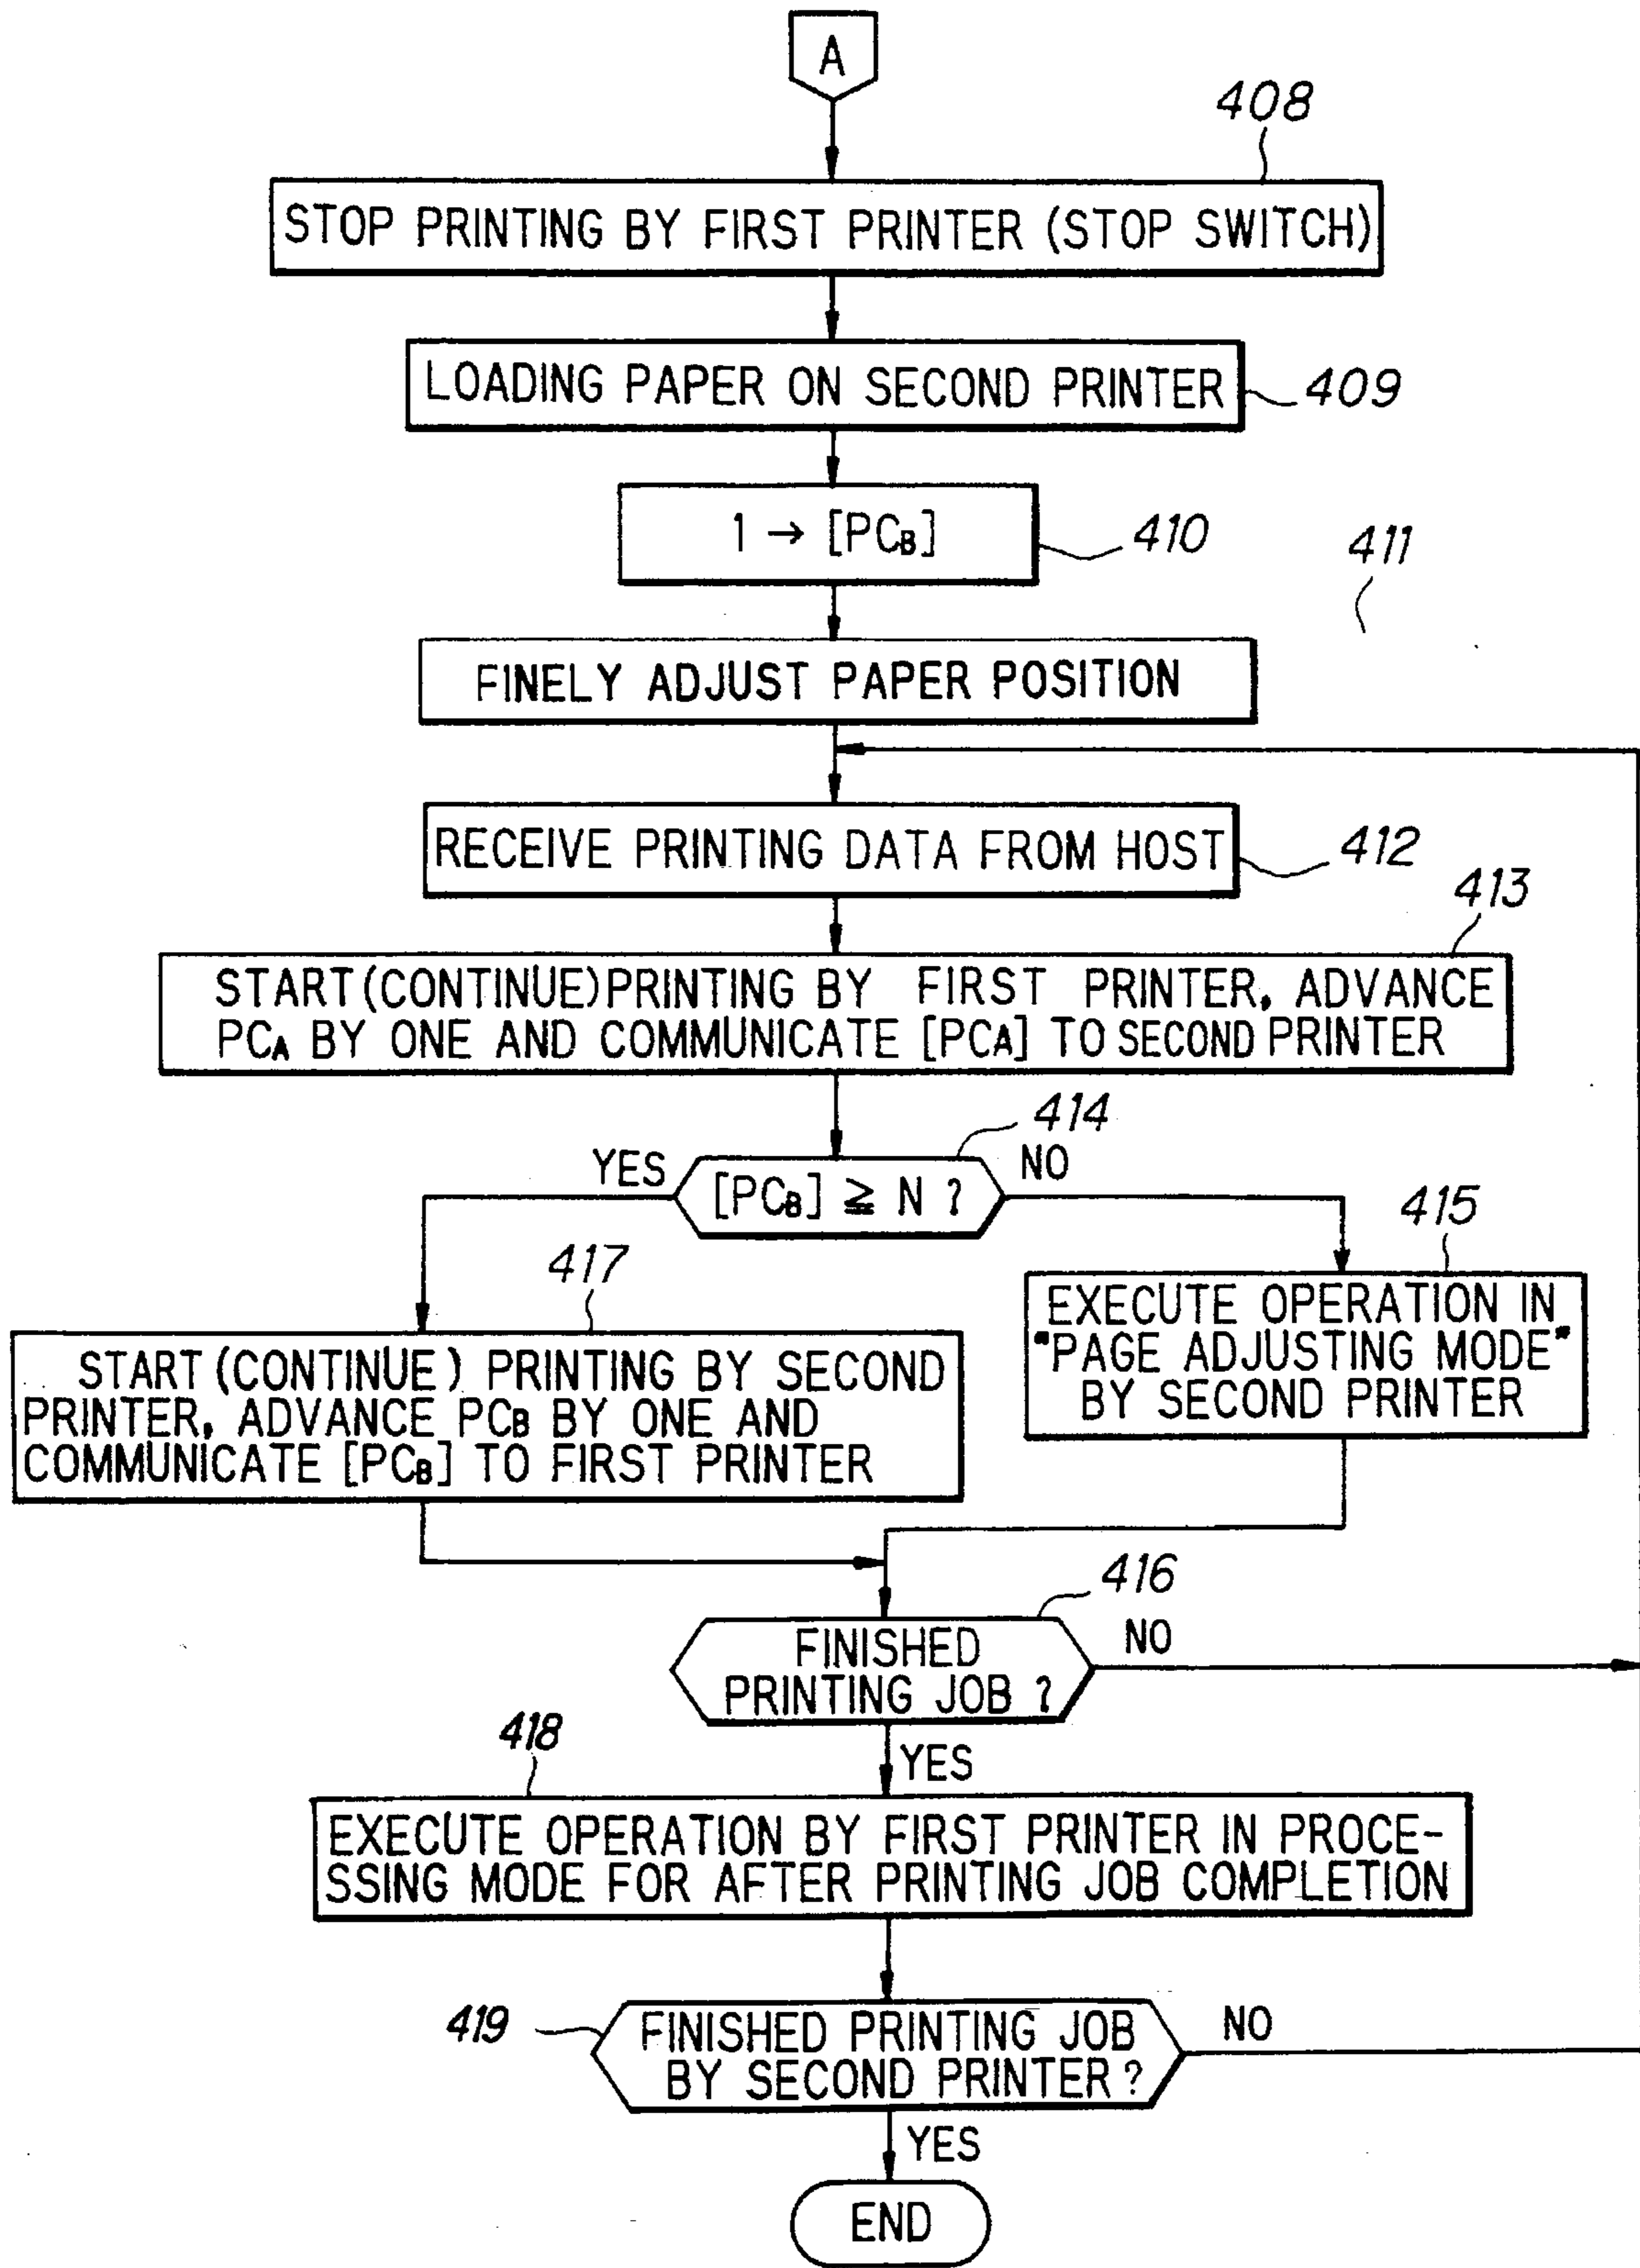 A
408
STOP PRINTING BY FIRST PRINTER (STOP SWITCH)
LOADING PAPER ON SECOND PRINTER
409
1 → [PCB]
410
411
FINELY ADJUST PAPER POSITION
RECEIVE PRINTING DATA FROM HOST
412
413
START (CONTINUE) PRINTING BY FIRST PRINTER, ADVANCE
PCA BY ONE AND COMMUNICATE [PCA] TO SECOND PRINTER
414
YES
[PCB] ≧ N ?
NO
415
EXECUTE OPERATION IN
"PAGE ADJUSTING MODE"
BY SECOND PRINTER
417
START (CONTINUE) PRINTING BY SECOND
PRINTER, ADVANCE PCB BY ONE AND
COMMUNICATE [PCB] TO FIRST PRINTER
416
FINISHED
PRINTING JOB ?
NO
YES
418
EXECUTE OPERATION BY FIRST PRINTER IN PROCE-
SSING MODE FOR AFTER PRINTING JOB COMPLETION
419
FINISHED PRINTING JOB
BY SECOND PRINTER ?
NO
YES
END